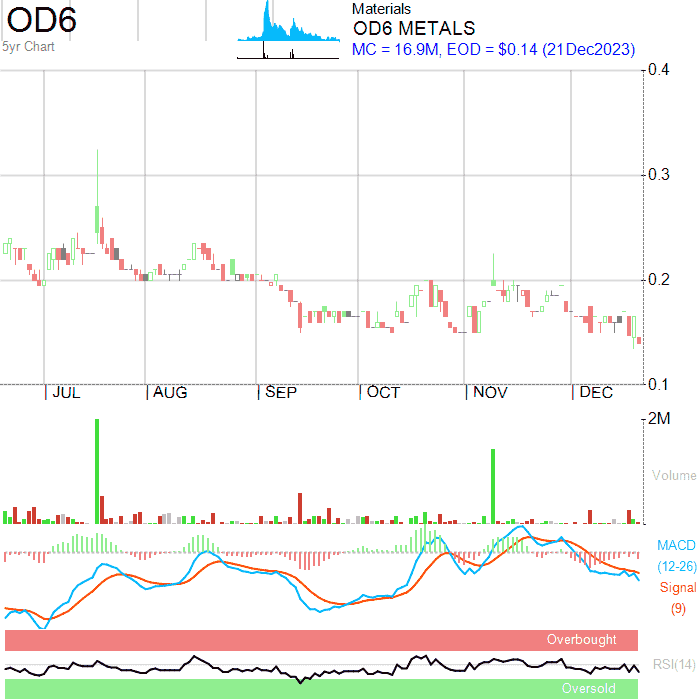 OD6
5yr Chart
Materials
OD6 METALS
MC = 16.9M, EOD = $0.14 (21Dec2023)
0.4
0.3
0.2
0.1
JUL
AUG
SEP
OCT
NOV
DEC
2M
Volume
MACD
(12-26)
Signal
(9)
Overbought
RSI(14)
Oversold